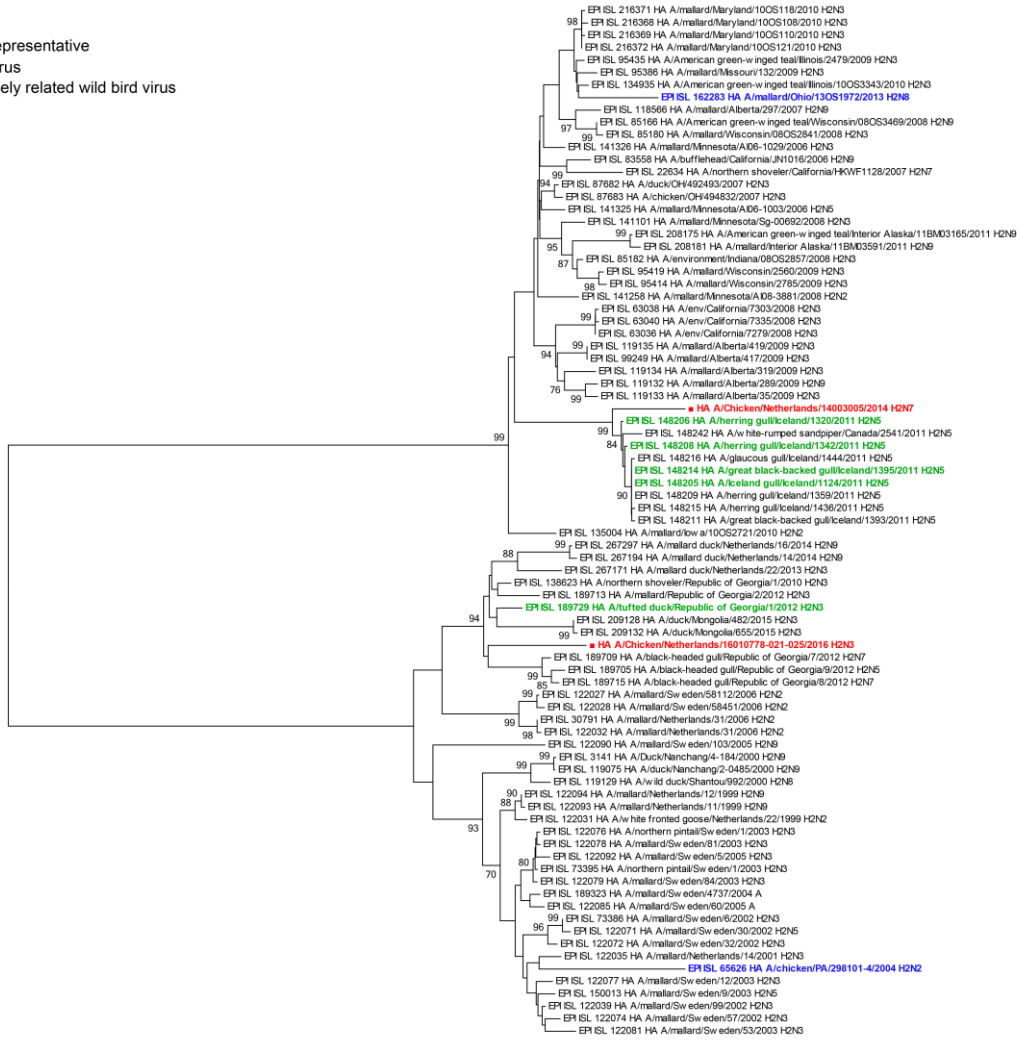 epresentative
rus
ely related wild bird virus
EPI ISL 216371 HA A/mallard/Maryland/10OS118/2010 H2N3
98
EPI ISL 216368 HA A/mallard/Maryland/10OS108/2010 H2N3
EPI ISL 216369 HA A/mallard/Maryland/10OS110/2010 H2N3
EPI ISL 216372 HA A/mallard/Maryland/10OS121/2010 H2N3
EPI ISL 95435 HA A/American green-winged teal/Illinois/2479/2009 H2N3
EPI ISL 95386 HA A/mallard/Missouri/132/2009 H2N3
EPI ISL 134935 HA A/American green-winged teal/Illinois/10OS3343/2010 H2N3
EPI ISL 162283 HA A/mallard/Ohio/13OS1972/2013 H2N8
EPI ISL 118566 HA A/mallard/Alberta/297/2007 H2N9
97
EPI ISL 85166 HA A/American green-winged teal/Wisconsin/08OS3469/2008 H2N9
99
EPI ISL 85180 HA A/mallard/Wisconsin/08OS2841/2008 H2N3
EPI ISL 141326 HA A/mallard/Minnesota/AI06-1029/2006 H2N3
EPI ISL 83558 HA A/bufflehead/California/JN1016/2006 H2N9
99
EPI ISL 22634 HA A/northern shoveler/California/HKWF1128/2007 H2N7
94
EPI ISL 87682 HA A/duck/OH/492493/2007 H2N3
EPI ISL 87683 HA A/chicken/OH/494832/2007 H2N3
EPI ISL 141325 HA A/mallard/Minnesota/AI06-1003/2006 H2N5
EPI ISL 141101 HA A/mallard/Minnesota/Sg-00692/2008 H2N3
95
99
EPI ISL 208175 HA A/American green-winged teal/Interior Alaska/11BM03165/2011 H2N9
EPI ISL 208181 HA A/mallard/Interior Alaska/11BM03591/2011 H2N9
87
EPI ISL 85182 HA A/environment/Indiana/08OS2857/2008 H2N3
EPI ISL 95419 HA A/mallard/Wisconsin/2560/2009 H2N3
98
EPI ISL 95414 HA A/mallard/Wisconsin/2785/2009 H2N3
EPI ISL 141258 HA A/mallard/Minnesota/AI08-3881/2008 H2N2
EPI ISL 63038 HA A/env/California/7303/2008 H2N3
99
EPI ISL 63040 HA A/env/California/7335/2008 H2N3
EPI ISL 63036 HA A/env/California/7279/2008 H2N3
94
99
EPI ISL 119135 HA A/mallard/Alberta/419/2009 H2N3
EPI ISL 99249 HA A/mallard/Alberta/417/2009 H2N3
EPI ISL 119134 HA A/mallard/Alberta/319/2009 H2N3
76
EPI ISL 119132 HA A/mallard/Alberta/289/2009 H2N9
99
EPI ISL 119133 HA A/mallard/Alberta/35/2009 H2N3
HA A/Chicken/Netherlands/14003005/2014 H2N7
99
EPI ISL 148206 HA A/herring gull/Iceland/1320/2011 H2N5
EPI ISL 148242 HA A/white-rumped sandpiper/Canada/2541/2011 H2N5
84
EPI ISL 148208 HA A/herring gull/Iceland/1342/2011 H2N5
99
EPI ISL 148216 HA A/glaucous gull/Iceland/1444/2011 H2N5
EPI ISL 148214 HA A/great black-backed gull/Iceland/1395/2011 H2N5
EPI ISL 148205 HA A/Iceland gull/Iceland/1124/2011 H2N5
90
EPI ISL 148209 HA A/herring gull/Iceland/1359/2011 H2N5
EPI ISL 148215 HA A/herring gull/Iceland/1436/2011 H2N5
EPI ISL 148211 HA A/great black-backed gull/Iceland/1393/2011 H2N5
EPI ISL 135004 HA A/mallard/Iowa/10OS2721/2010 H2N2
99
EPI ISL 267297 HA A/mallard duck/Netherlands/16/2014 H2N9
88
EPI ISL 267194 HA A/mallard duck/Netherlands/14/2014 H2N9
EPI ISL 267171 HA A/mallard duck/Netherlands/22/2013 H2N3
EPI ISL 138623 HA A/northern shoveler/Republic of Georgia/1/2010 H2N3
EPI ISL 189713 HA A/mallard/Republic of Georgia/2/2012 H2N3
EPI ISL 189729 HA A/tufted duck/Republic of Georgia/1/2012 H2N3
94
EPI ISL 209128 HA A/duck/Mongolia/482/2015 H2N3
99
EPI ISL 209132 HA A/duck/Mongolia/655/2015 H2N3
HA A/Chicken/Netherlands/16010778-021-025/2016 H2N3
EPI ISL 189709 HA A/black-headed gull/Republic of Georgia/7/2012 H2N7
99
EPI ISL 189705 HA A/black-headed gull/Republic of Georgia/9/2012 H2N5
85
EPI ISL 189715 HA A/black-headed gull/Republic of Georgia/8/2012 H2N7
99
EPI ISL 122027 HA A/mallard/Sweden/58112/2006 H2N2
EPI ISL 122028 HA A/mallard/Sweden/58451/2006 H2N2
99
EPI ISL 30791 HA A/mallard/Netherlands/31/2006 H2N2
98
EPI ISL 122032 HA A/mallard/Netherlands/31/2006 H2N2
EPI ISL 122090 HA A/mallard/Sweden/103/2005 H2N9
99
EPI ISL 3141 HA A/Duck/Nanchang/4-184/2000 H2N9
99
EPI ISL 119075 HA A/duck/Nanchang/2-0485/2000 H2N9
EPI ISL 119129 HA A/wild duck/Shantou/992/2000 H2N8
90
EPI ISL 122094 HA A/mallard/Netherlands/12/1999 H2N9
88
EPI ISL 122093 HA A/mallard/Netherlands/11/1999 H2N9
EPI ISL 122031 HA A/white fronted goose/Netherlands/22/1999 H2N2
93
EPI ISL 122076 HA A/northern pintail/Sweden/1/2003 H2N3
EPI ISL 122078 HA A/mallard/Sweden/81/2003 H2N3
EPI ISL 122092 HA A/mallard/Sweden/5/2005 H2N3
80
EPI ISL 73395 HA A/northern pintail/Sweden/1/2003 H2N3
70
EPI ISL 122079 HA A/mallard/Sweden/84/2003 H2N3
EPI ISL 189323 HA A/mallard/Sweden/4737/2004 A
EPI ISL 122085 HA A/mallard/Sweden/60/2005 A
99
EPI ISL 73386 HA A/mallard/Sweden/6/2002 H2N3
96
EPI ISL 122071 HA A/mallard/Sweden/30/2002 H2N5
EPI ISL 122072 HA A/mallard/Sweden/32/2002 H2N3
EPI ISL 122035 HA A/mallard/Netherlands/14/2001 H2N3
EPI ISL 65626 HA A/chicken/PA/298101-4/2004 H2N2
EPI ISL 122077 HA A/mallard/Sweden/12/2003 H2N3
EPI ISL 150013 HA A/mallard/Sweden/9/2003 H2N5
EPI ISL 122039 HA A/mallard/Sweden/99/2002 H2N3
EPI ISL 122074 HA A/mallard/Sweden/57/2002 H2N3
EPI ISL 122081 HA A/mallard/Sweden/53/2003 H2N3